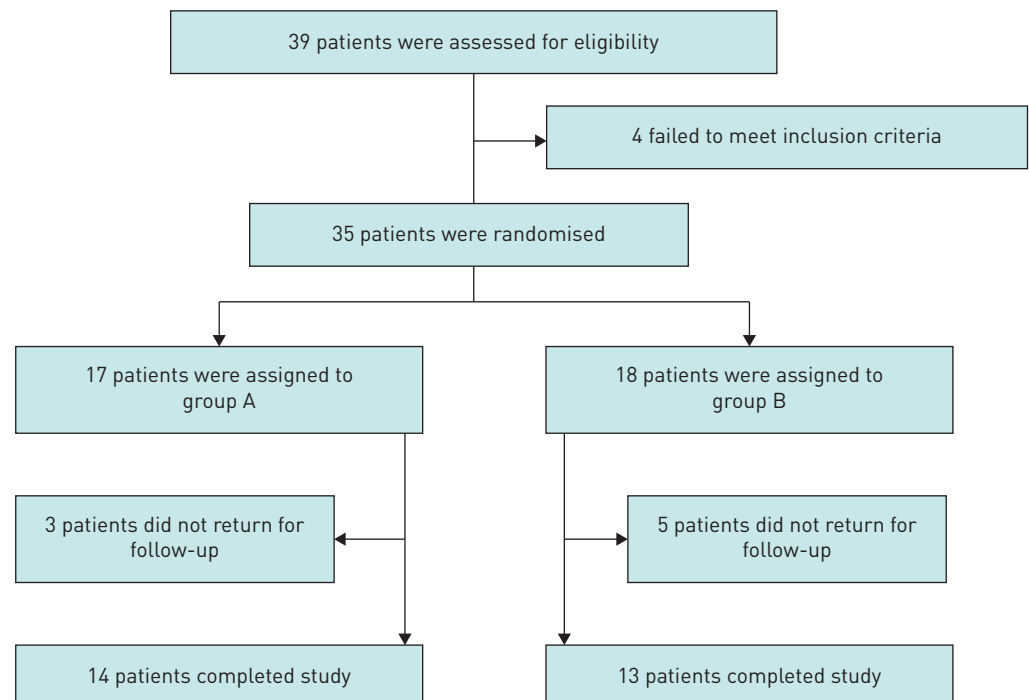 39 patients were assessed for eligibility
4 failed to meet inclusion criteria
35 patients were randomised
17 patients were assigned to
group A
18 patients were assigned to
group B
3 patients did not return for
follow-up
5 patients did not return for
follow-up
14 patients completed study
13 patients completed study